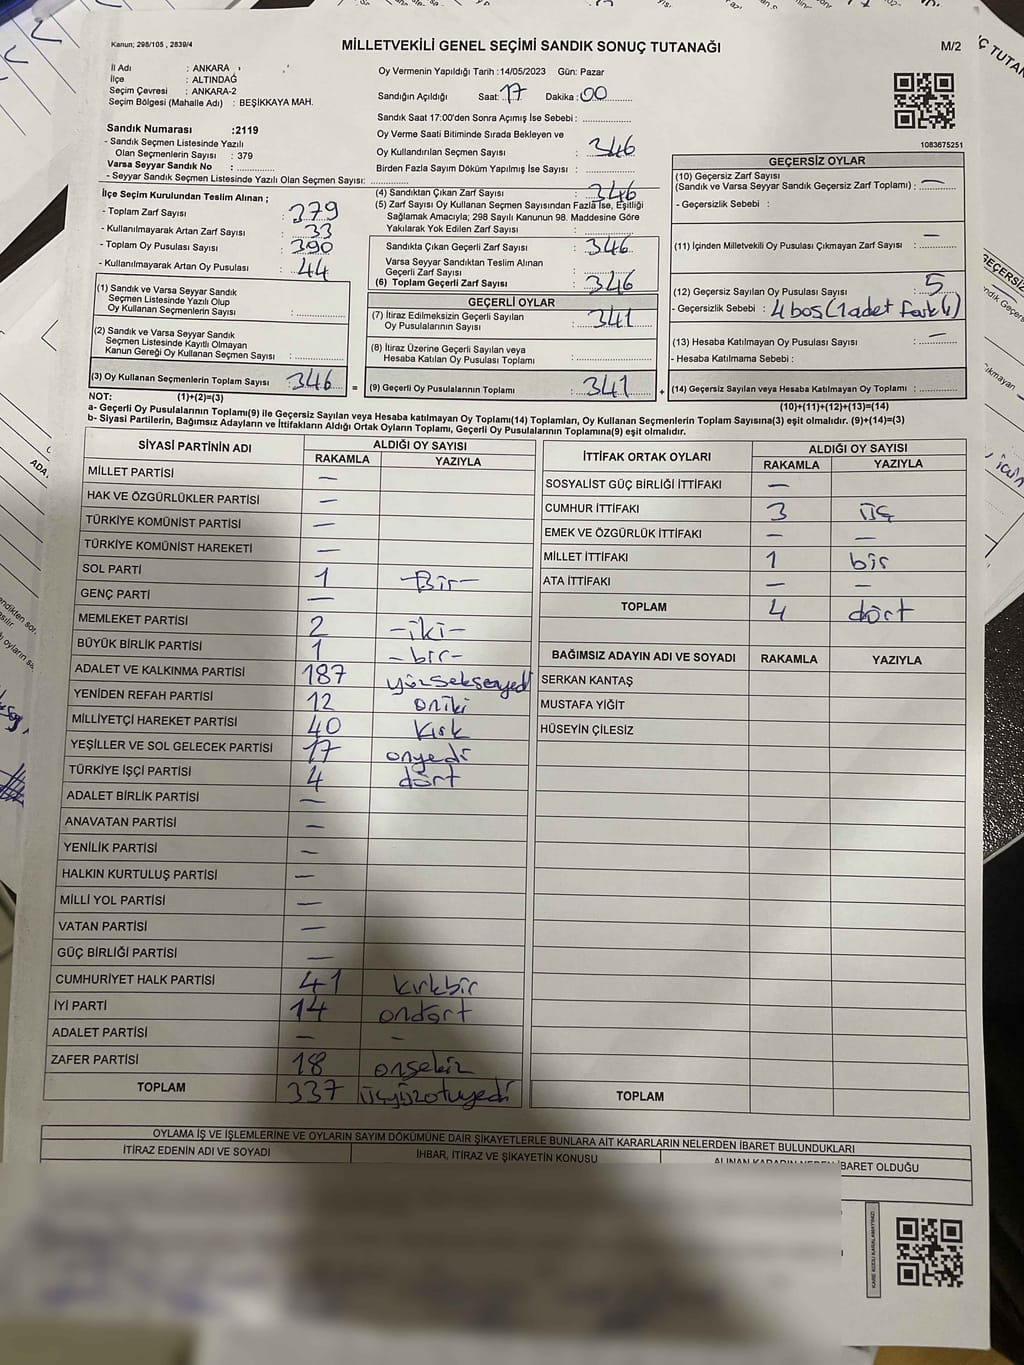 Kanun; 298/105 , 2839/4
MİLLETVEKİLİ GENEL SEÇİMİ SANDIK SONUÇ TUTANAĞI
M/2
İl Adı : ANKARA
İlçe : ALTINDAĞ
Seçim Çevresi : ANKARA-2
Seçim Bölgesi (Mahalle Adı) : BEŞİKKAYA MAH.
Sandık Numarası :2119
- Sandık Seçmen Listesinde Yazılı
Olan Seçmenlerin Sayısı : 379
Varsa Seyyar Sandık No :
- Seyyar Sandık Seçmen Listesinde Yazılı Olan Seçmen Sayısı:
İlçe Seçim Kurulundan Teslim Alınan ;
- Toplam Zarf Sayısı : 379
- Kullanılmayarak Artan Zarf Sayısı : 33
- Toplam Oy Pusulası Sayısı : 390
- Kullanılmayarak Artan Oy Pusulası : 44
(1) Sandık ve Varsa Seyyar Sandık
Seçmen Listesinde Yazılı Olup
Oy Kullanan Seçmenlerin Sayısı :
(2) Sandık ve Varsa Seyyar Sandık
Seçmen Listesinde Kayıtlı Olmayan
Kanun Gereği Oy Kullanan Seçmen Sayısı :
(3) Oy Kullanan Seçmenlerin Toplam Sayısı : 346 =
Oy Vermenin Yapıldığı Tarih :14/05/2023 Gün: Pazar
Sandığın Açıldığı Saat: 17 Dakika : 00
Sandık Saat 17:00'den Sonra Açımış İse Sebebi :
Oy Verme Saati Bitiminde Sırada Bekleyen ve
Oy Kullandırılan Seçmen Sayısı : 346
Birden Fazla Sayım Döküm Yapılmış İse Sayısı :
(4) Sandıktan Çıkan Zarf Sayısı : 346
(5) Zarf Sayısı Oy Kullanan Seçmen Sayısından Fazla İse, Eşitliği
Sağlamak Amacıyla; 298 Sayılı Kanunun 98. Maddesine Göre
Yakılarak Yok Edilen Zarf Sayısı :
Sandıkta Çıkan Geçerli Zarf Sayısı : 346
Varsa Seyyar Sandıktan Teslim Alınan
Geçerli Zarf Sayısı :
(6) Toplam Geçerli Zarf Sayısı : 346
GEÇERLİ OYLAR
(7) İtiraz Edilmeksizin Geçerli Sayılan
Oy Pusulalarının Sayısı : 341
(8) İtiraz Üzerine Geçerli Sayılan veya
Hesaba Katılan Oy Pusulası Toplamı :
(9) Geçerli Oy Pusulalarının Toplamı : 341 +
1083675251
GEÇERSİZ OYLAR
(10) Geçersiz Zarf Sayısı
(Sandık ve Varsa Seyyar Sandık Geçersiz Zarf Toplamı) : —
- Geçersizlik Sebebi :
(11) İçinden Milletvekili Oy Pusulası Çıkmayan Zarf Sayısı : —
(12) Geçersiz Sayılan Oy Pusulası Sayısı : 5
- Geçersizlik Sebebi : 4 boş (1 adet farklı)
(13) Hesaba Katılmayan Oy Pusulası Sayısı : —
- Hesaba Katılmama Sebebi :
(14) Geçersiz Sayılan veya Hesaba Katılmayan Oy Toplamı :
NOT: (1)+(2)=(3)
(10)+(11)+(12)+(13)=(14)
a- Geçerli Oy Pusulalarının Toplamı(9) ile Geçersiz Sayılan veya Hesaba katılmayan Oy Toplamı(14) Toplamları, Oy Kullanan Seçmenlerin Toplam Sayısına(3) eşit olmalıdır. (9)+(14)=(3)
b- Siyasi Partilerin, Bağımsız Adayların ve İttifakların Aldığı Ortak Oyların Toplamı, Geçerli Oy Pusulalarının Toplamına(9) eşit olmalıdır.
SİYASİ PARTİNİN ADI ALDIĞI OY SAYISI
RAKAMLA YAZIYLA
MİLLET PARTİSİ —
HAK VE ÖZGÜRLÜKLER PARTİSİ —
TÜRKİYE KOMÜNİST PARTİSİ —
TÜRKİYE KOMÜNİST HAREKETİ —
SOL PARTİ 1 -Bir-
GENÇ PARTİ —
MEMLEKET PARTİSİ 2 -iki-
BÜYÜK BİRLİK PARTİSİ 1 -bir-
ADALET VE KALKINMA PARTİSİ 187 yüzseksenyedi
YENİDEN REFAH PARTİSİ 12 oniki
MİLLİYETÇİ HAREKET PARTİSİ 40 Kırk
YEŞİLLER VE SOL GELECEK PARTİSİ 17 onyedi
TÜRKİYE İŞÇİ PARTİSİ 4 dört
ADALET BİRLİK PARTİSİ —
ANAVATAN PARTİSİ —
YENİLİK PARTİSİ —
HALKIN KURTULUŞ PARTİSİ —
MİLLİ YOL PARTİSİ —
VATAN PARTİSİ —
GÜÇ BİRLİĞİ PARTİSİ —
CUMHURİYET HALK PARTİSİ 41 kırkbir
İYİ PARTİ 14 ondört
ADALET PARTİSİ — -
ZAFER PARTİSİ 18 onsekiz
TOPLAM 337 üçyüzotuzyedi
İTTİFAK ORTAK OYLARI ALDIĞI OY SAYISI
RAKAMLA YAZIYLA
SOSYALİST GÜÇ BİRLİĞİ İTTİFAKI —
CUMHUR İTTİFAKI 3 üç
EMEK VE ÖZGÜRLÜK İTTİFAKI — —
MİLLET İTTİFAKI 1 bir
ATA İTTİFAKI — —
TOPLAM 4 dört
BAĞIMSIZ ADAYIN ADI VE SOYADI RAKAMLA YAZIYLA
SERKAN KANTAŞ
MUSTAFA YİĞİT
HÜSEYİN ÇİLESİZ
TOPLAM
OYLAMA İŞ VE İŞLEMLERİNE VE OYLARIN SAYIM DÖKÜMÜNE DAİR ŞİKAYETLERLE BUNLARA AİT KARARLARIN NELERDEN İBARET BULUNDUKLARI
İTİRAZ EDENİN ADI VE SOYADI
İHBAR, İTİRAZ VE ŞİKAYETİN KONUSU
ALINAN KARARIN NEDEN İBARET OLDUĞU